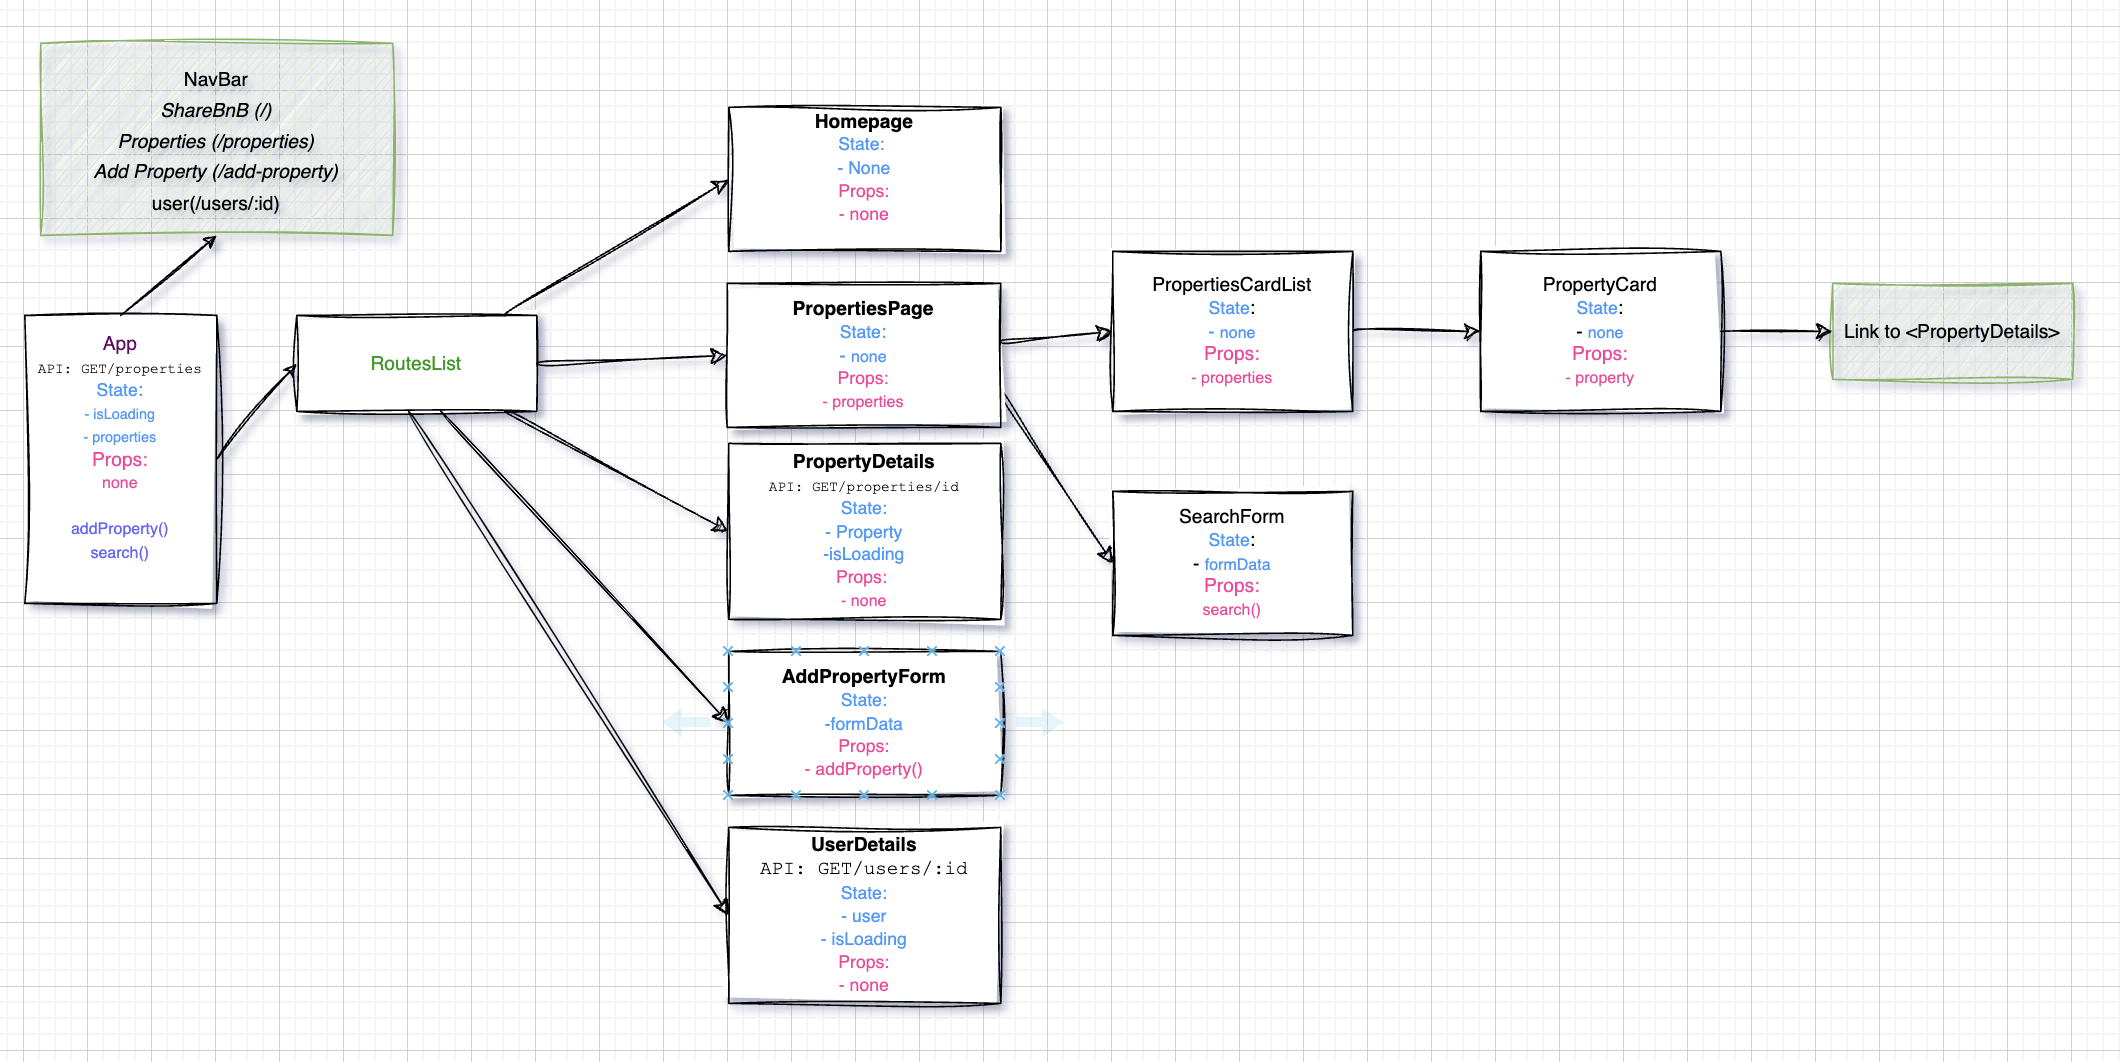 NavBar
ShareBnB (/)
Properties (/properties)
Add Property (/add-property)
user(/users/:id)
App
API: GET/properties
State:
- isLoading
- properties
Props:
none
addProperty()
search()
RoutesList
Homepage
State:
- None
Props:
- none
PropertiesPage
State:
- none
Props:
- properties
PropertyDetails
API: GET/properties/id
State:
- Property
-isLoading
Props:
- none
AddPropertyForm
State:
-formData
Props:
- addProperty()
UserDetails
API: GET/users/:id
State:
- user
- isLoading
Props:
- none
PropertiesCardList
State:
- none
Props:
- properties
SearchForm
State:
- formData
Props:
search()
PropertyCard
State:
- none
Props:
- property
Link to <PropertyDetails>